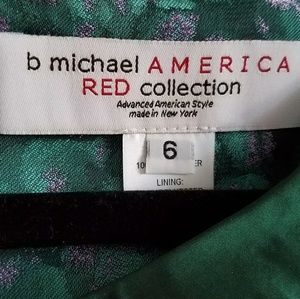 b michael AMERICA
RED collection
Advanced American Style
made in New York
6
LINING: